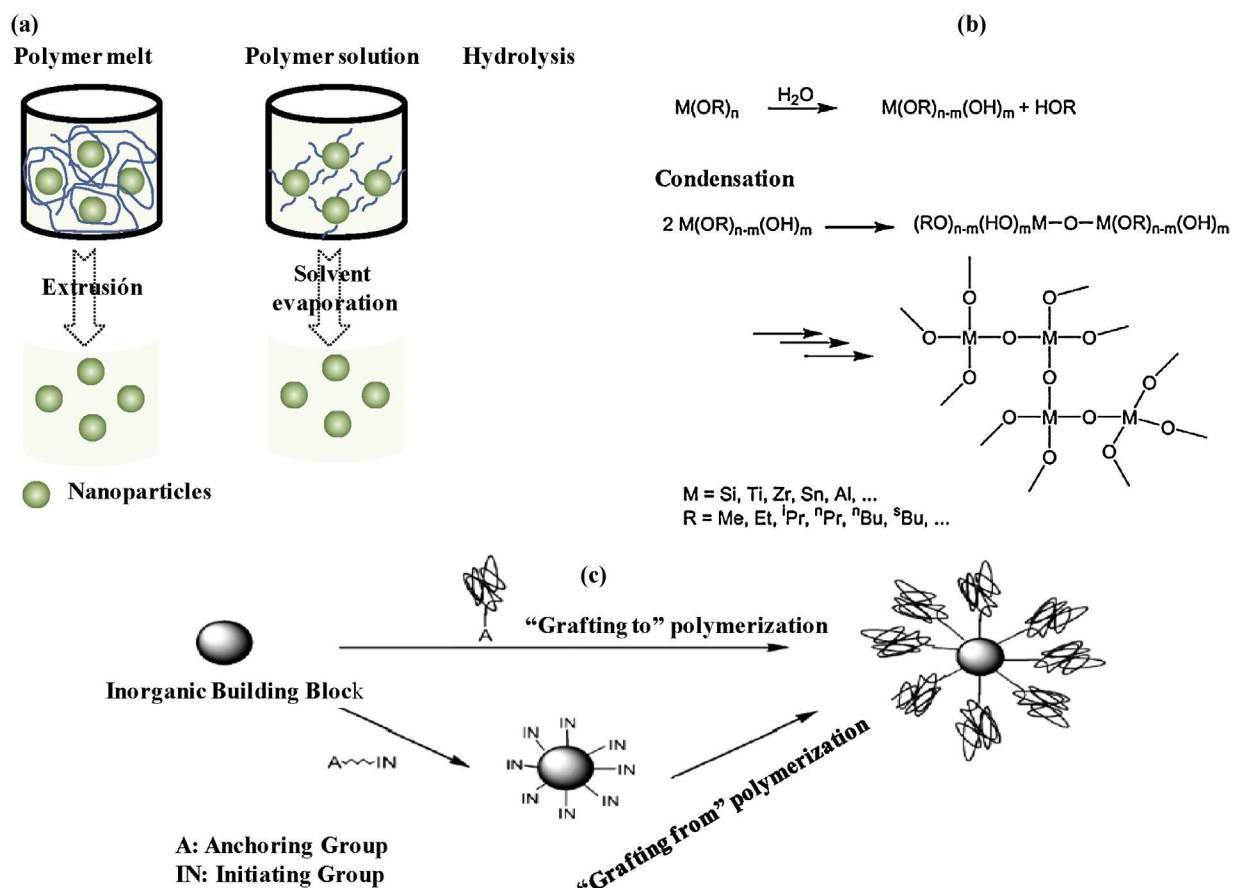 (a)
Polymer melt
Polymer solution
Extrusión
Solvent
evaporation
Nanoparticles
(b)
Hydrolysis
M(OR)ₙ H₂O M(OR)ₙ₋ₘ(OH)ₘ + HOR
Condensation
2 M(OR)ₙ₋ₘ(OH)ₘ (RO)ₙ₋ₘ(HO)ₘM–O–M(OR)ₙ₋ₘ(OH)ₘ
O O
O M O M O
O O O
O O
O M O M O
O O
M = Si, Ti, Zr, Sn, Al, ...
R = Me, Et, ⁱPr, ⁿPr, ⁿBu, ˢBu, ...
(c)
A
"Grafting to" polymerization
Inorganic Building Block
A IN
IN
IN IN
IN IN
IN IN
IN
"Grafting from" polymerization
A: Anchoring Group
IN: Initiating Group